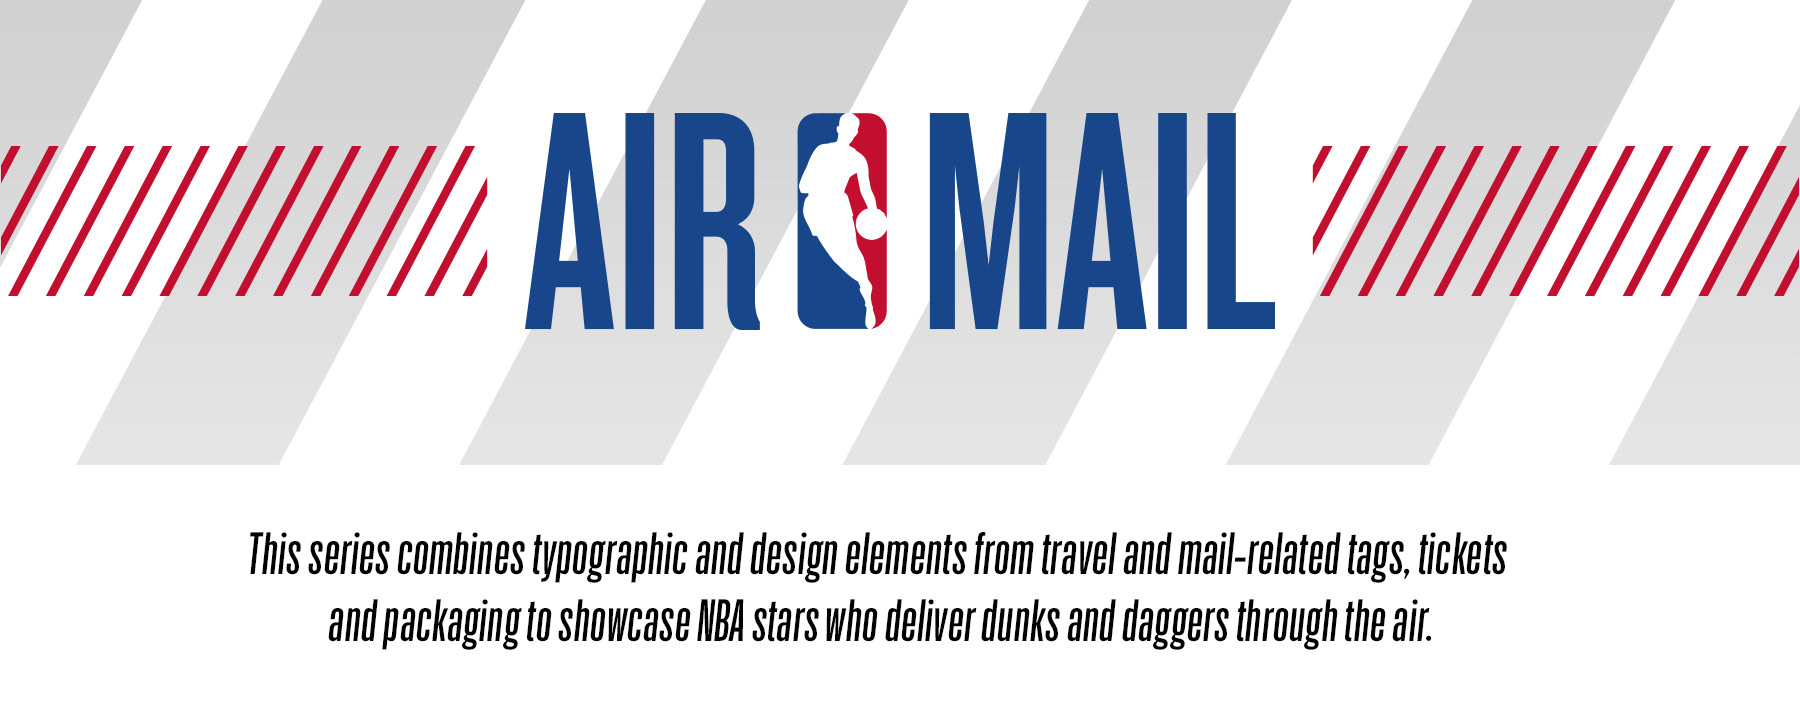 AIR MAIL
This series combines typographic and design elements from travel and mail-related tags, tickets
and packaging to showcase NBA stars who deliver dunks and daggers through the air.